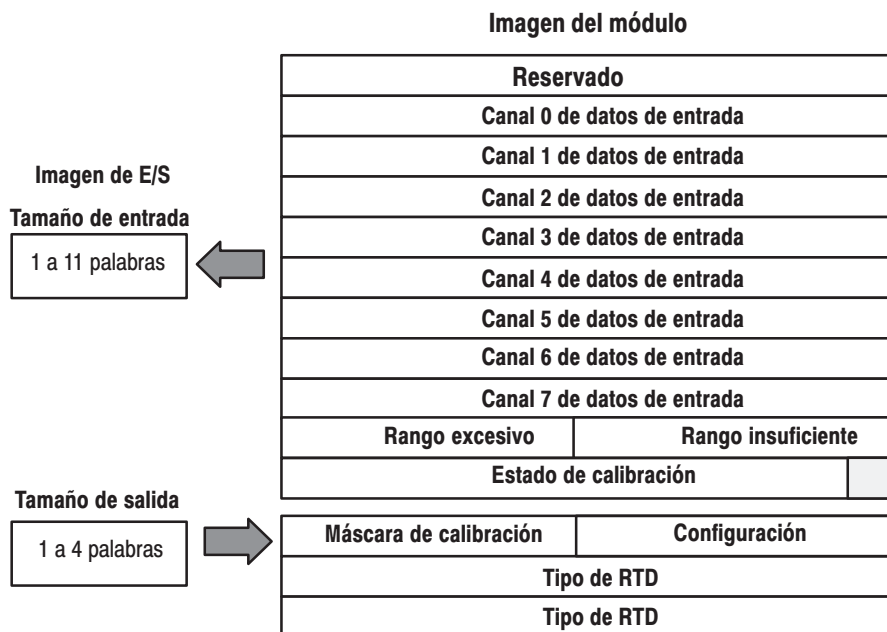 Imagen del módulo
Reservado
Canal 0 de datos de entrada
Canal 1 de datos de entrada
Imagen de E/S
Canal 2 de datos de entrada
Tamaño de entrada
Canal 3 de datos de entrada
1 a 11 palabras
Canal 4 de datos de entrada
Canal 5 de datos de entrada
Canal 6 de datos de entrada
Canal 7 de datos de entrada
Rango excesivo Rango insuficiente
Estado de calibración
Tamaño de salida
Máscara de calibración Configuración
1 a 4 palabras
Tipo de RTD
Tipo de RTD